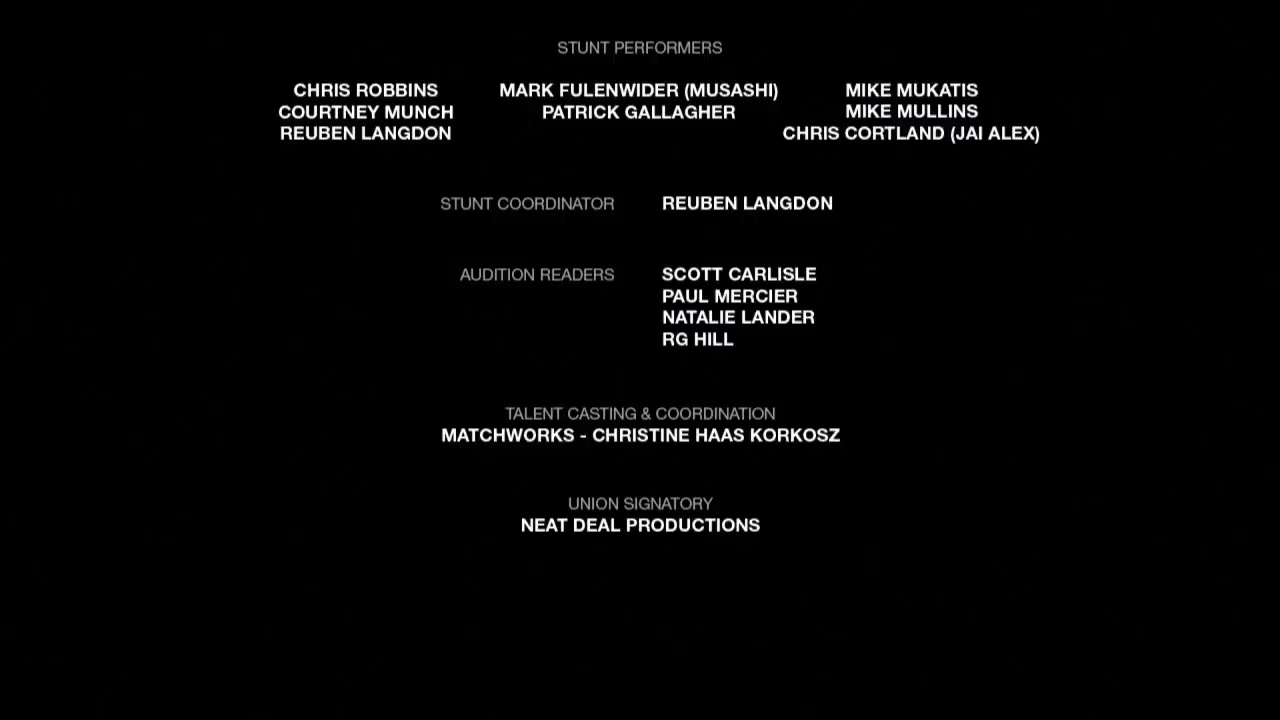 STUNT PERFORMERS
CHRIS ROBBINS
COURTNEY MUNCH
REUBEN LANGDON
MARK FULENWIDER (MUSASHI)
PATRICK GALLAGHER
MIKE MUKATIS
MIKE MULLINS
CHRIS CORTLAND (JAI ALEX)
STUNT COORDINATOR REUBEN LANGDON
AUDITION READERS SCOTT CARLISLE
PAUL MERCIER
NATALIE LANDER
RG HILL
TALENT CASTING & COORDINATION
MATCHWORKS - CHRISTINE HAAS KORKOSZ
UNION SIGNATORY
NEAT DEAL PRODUCTIONS